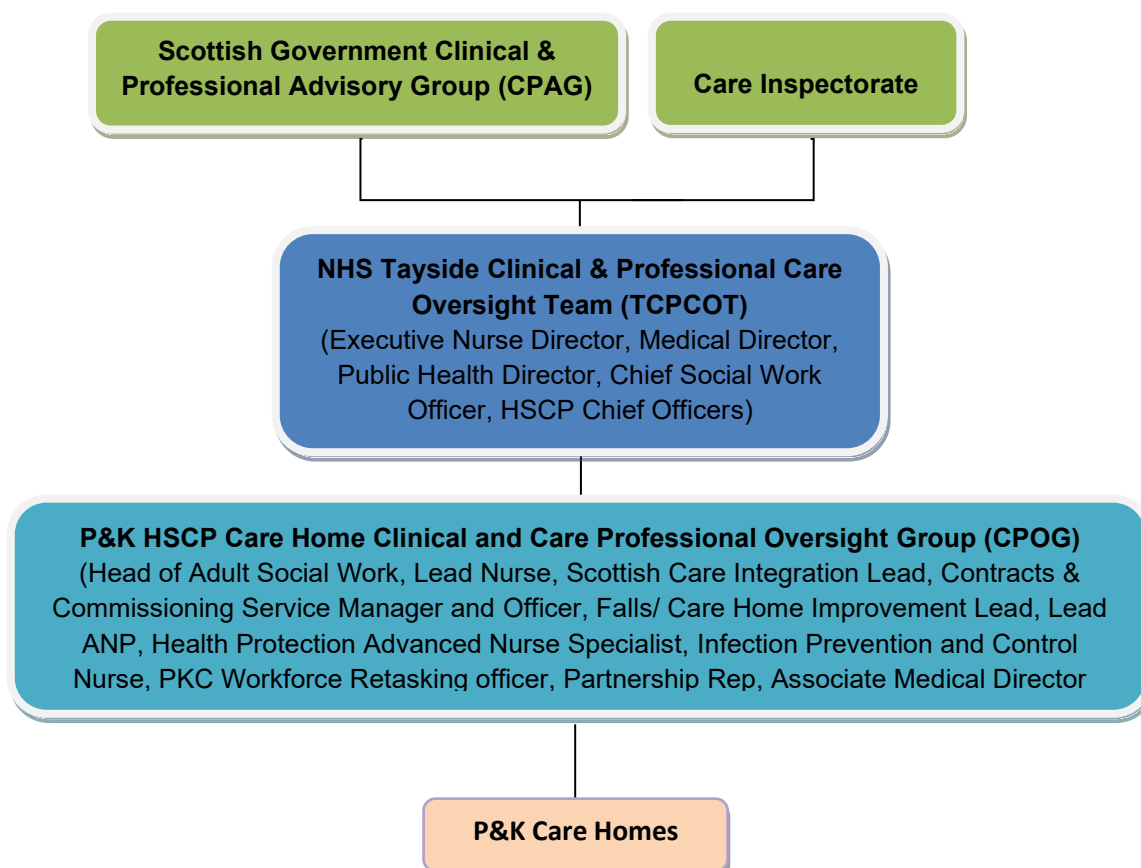 Scottish Government Clinical &
Professional Advisory Group (CPAG)
Care Inspectorate
NHS Tayside Clinical & Professional Care
Oversight Team (TCPCOT)
(Executive Nurse Director, Medical Director,
Public Health Director, Chief Social Work
Officer, HSCP Chief Officers)
P&K HSCP Care Home Clinical and Care Professional Oversight Group (CPOG)
(Head of Adult Social Work, Lead Nurse, Scottish Care Integration Lead, Contracts &
Commissioning Service Manager and Officer, Falls/ Care Home Improvement Lead, Lead
ANP, Health Protection Advanced Nurse Specialist, Infection Prevention and Control
Nurse, PKC Workforce Retasking officer, Partnership Rep, Associate Medical Director
P&K Care Homes